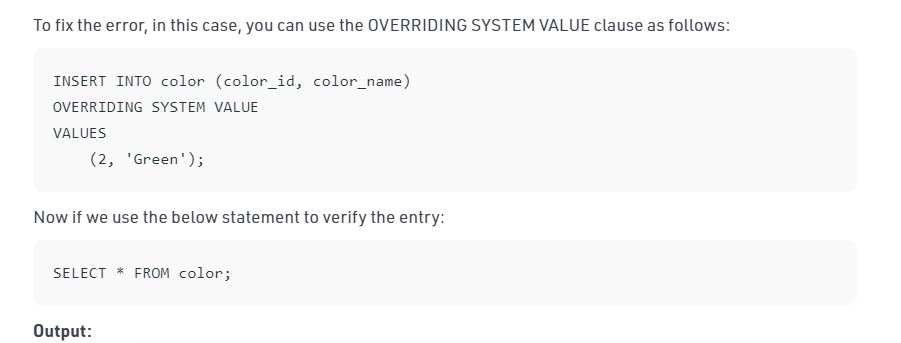 To fix the error, in this case, you can use the OVERRIDING SYSTEM VALUE clause as follows:
INSERT INTO color (color_id, color_name)
OVERRIDING SYSTEM VALUE
VALUES
    (2, 'Green');
Now if we use the below statement to verify the entry:
SELECT * FROM color;
Output: